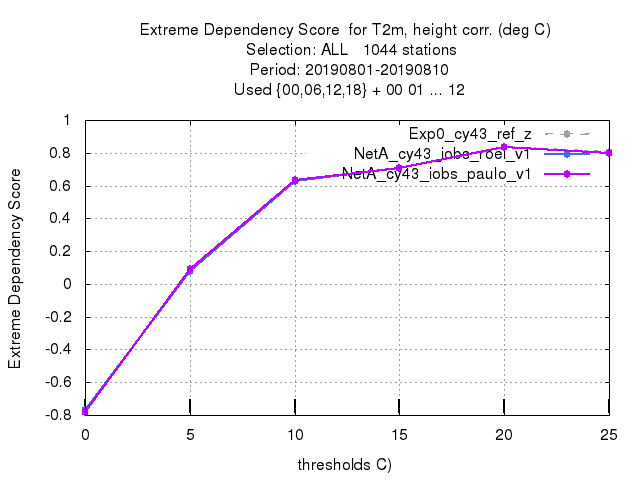 Extreme Dependency Score  for T2m, height corr. (deg C)
Selection: ALL   1044 stations
Period: 20190801-20190810
Used {00,06,12,18} + 00 01 ... 12
Exp0_cy43_ref_z
NetA_cy43_iobs_roel_v1
NetA_cy43_iobs_paulo_v1
1
0.8
0.6
0.4
0.2
0
-0.2
-0.4
-0.6
-0.8
Extreme Dependency Score
0 5 10 15 20 25
thresholds C)